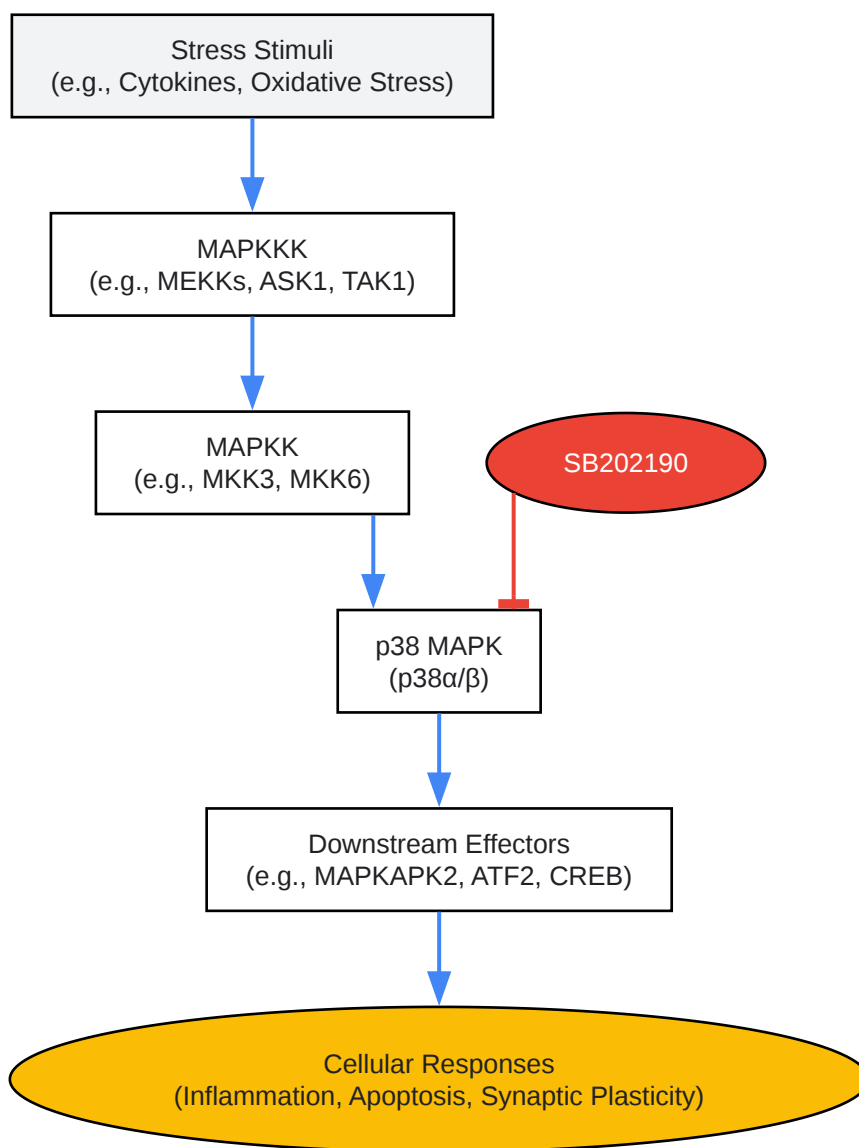 Stress Stimuli
(e.g., Cytokines, Oxidative Stress)
MAPKKK
(e.g., MEKKs, ASK1, TAK1)
MAPKK
(e.g., MKK3, MKK6)
SB202190
p38 MAPK
(p38α/β)
Downstream Effectors
(e.g., MAPKAPK2, ATF2, CREB)
Cellular Responses
(Inflammation, Apoptosis, Synaptic Plasticity)